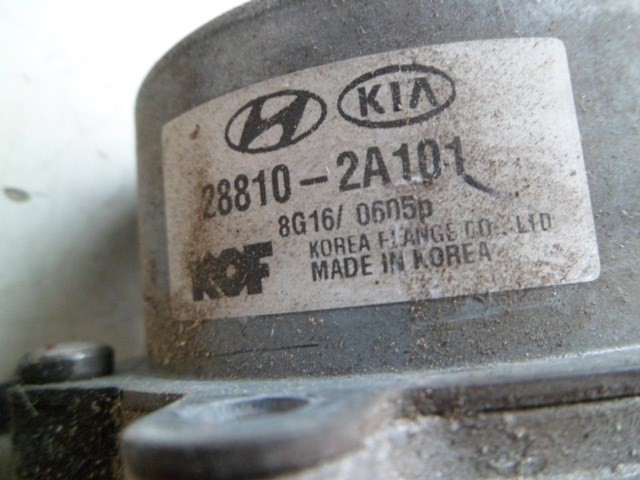 KIA
28810-2A101
8G16/ 0605p
KOF KOREA FLANGE CO., LTD
MADE IN KOREA